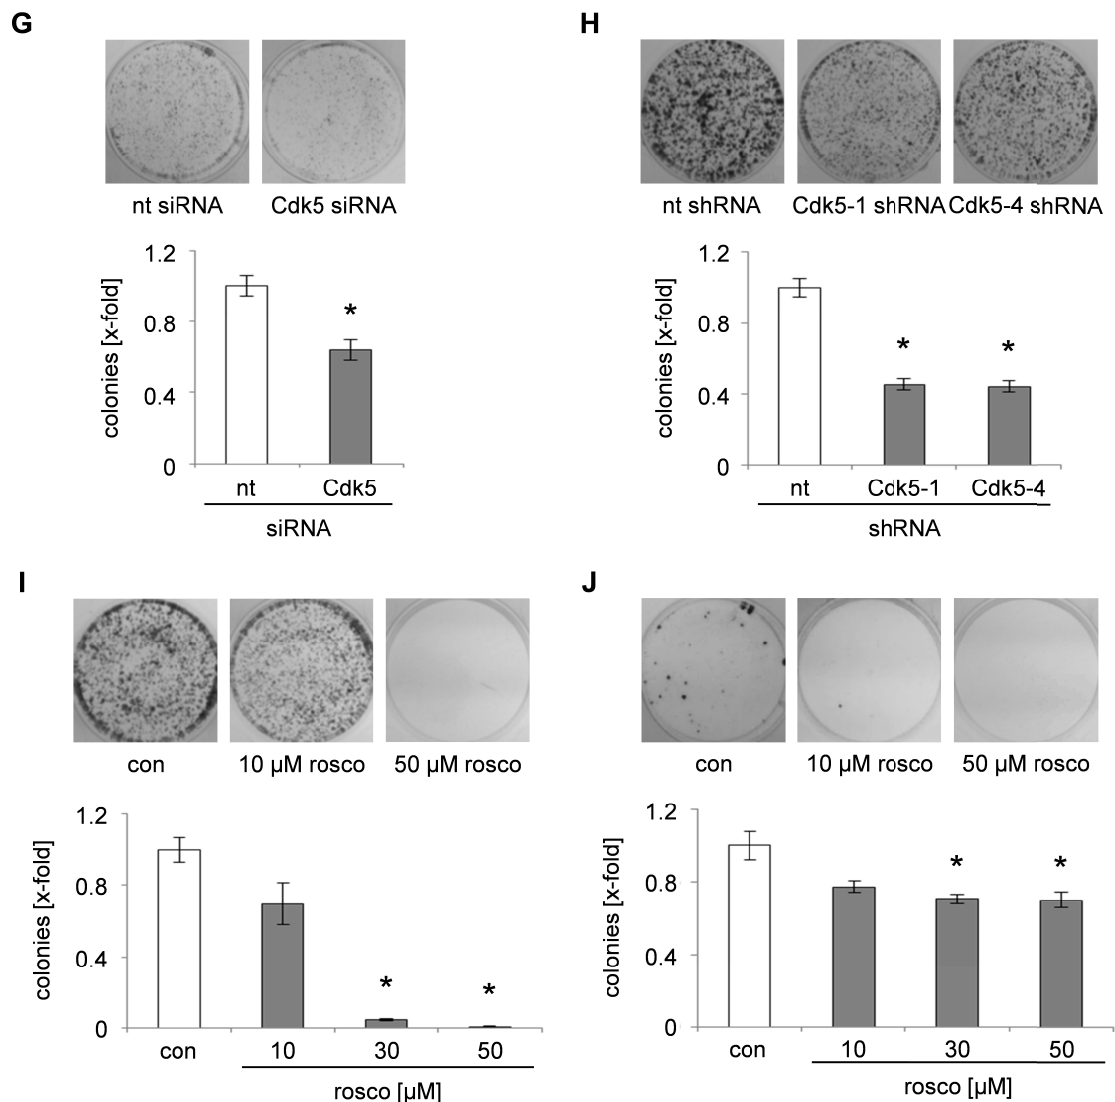 G
nt siRNA Cdk5 siRNA
colonies [x-fold]
1.2
0.8
0.4
0
*
nt Cdk5
siRNA
H
nt shRNA Cdk5-1 shRNA Cdk5-4 shRNA
colonies [x-fold]
1.2
0.8
0.4
0
* *
nt Cdk5-1 Cdk5-4
shRNA
I
con 10 µM rosco 50 µM rosco
colonies [x-fold]
1.2
0.8
0.4
0
* *
con 10 30 50
rosco [µM]
J
con 10 µM rosco 50 µM rosco
colonies [x-fold]
1.2
0.8
0.4
0
* *
con 10 30 50
rosco [µM]